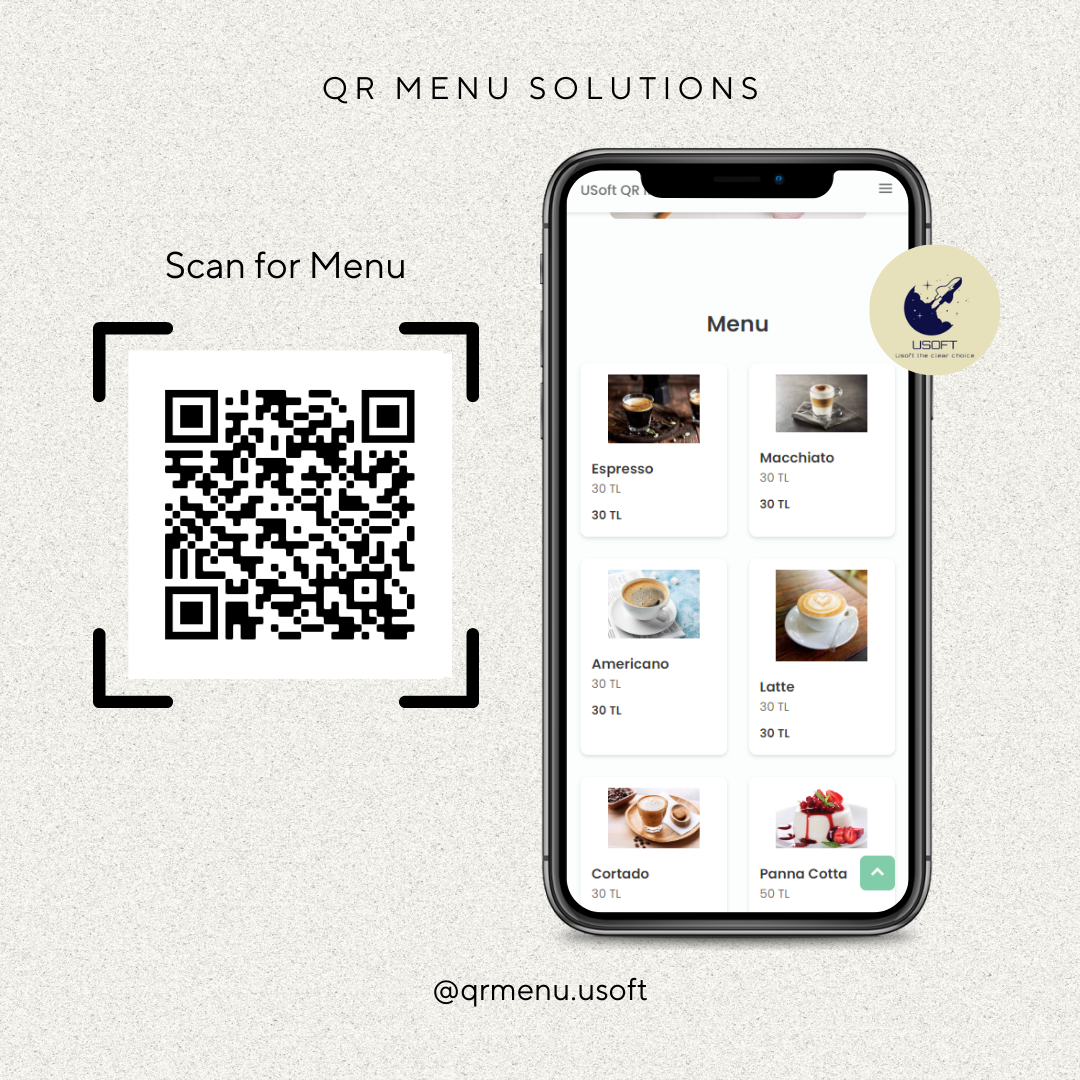 QR MENU SOLUTIONS
Scan for Menu
USoft QR
Menu
USOFT
Usoft the clear choice
Espresso
30 TL
30 TL
Macchiato
30 TL
30 TL
Americano
30 TL
30 TL
Latte
30 TL
30 TL
Cortado
30 TL
Panna Cotta
50 TL
@qrmenu.usoft